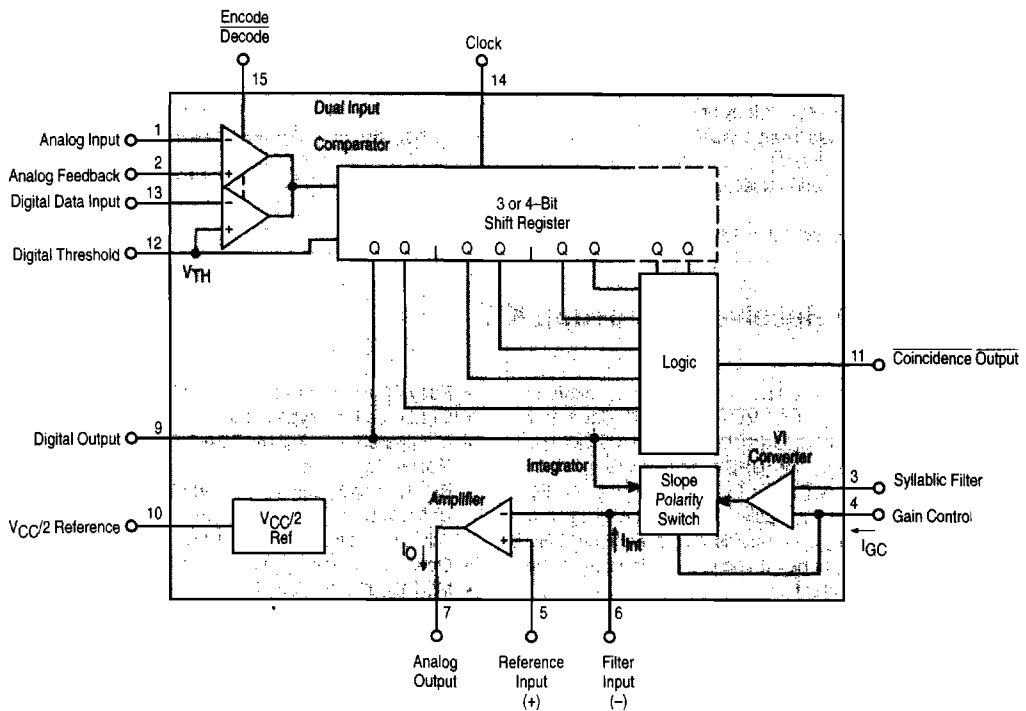 Encode
Decode
15
Clock
14
Dual Input
Comparator
Analog Input
1
Analog Feedback
2
Digital Data Input
13
Digital Threshold
12
VTH
3 or 4–Bit
Shift Register
Q Q Q Q Q Q Q Q
Logic
11
Coincidence Output
Digital Output
9
Integrator
VI
Converter
Slope
Polarity
Switch
3
Syllabic Filter
4
Gain Control
IGC
Amplifier
VCC/2 Reference
10
VCC/2
Ref
IO
IInt
7
5
6
Analog
Output
Reference
Input
(+)
Filter
Input
(–)
– + – + – +